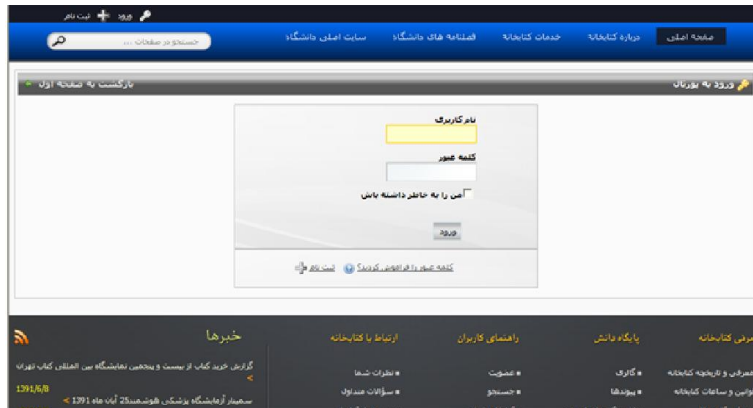 ورود ثبت نام
صفحه اصلی درباره کتابخانه خدمات کتابخانه فصلنامه های دانشگاه سایت اصلی دانشگاه جستجو در صفحات ...
ورود به پورتال بازگشت به صفحه اول
نام کاربری
کلمه عبور
من را به خاطر داشته باش
ورود
کلمه عبور را فراموش کردید؟ ثبت نام
معرفی کتابخانه پایگاه دانش راهنمای کاربران ارتباط با کتابخانه خبرها
معرفی و تاریخچه کتابخانه گالری عضویت نظرات شما گزارش خرید کتاب از بیست و پنجمین نمایشگاه بین المللی کتاب تهران >
قوانین و ساعات کتابخانه پیوندها جستجو سؤالات متداول 1391/6/8
سمینار آزمایشگاه پزشکی هوشمند25 آبان ماه 1391 >